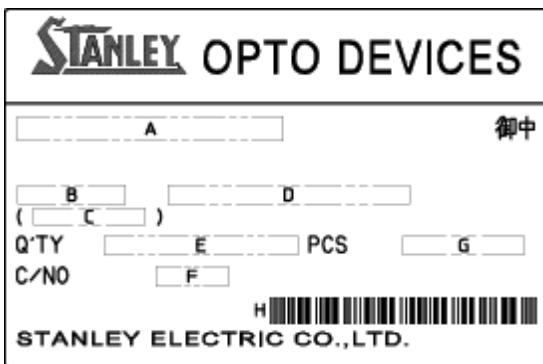 STANLEY OPTO DEVICES
A 御中
B D
( C )
Q'TY E PCS G
C/NO F
H
STANLEY ELECTRIC CO.,LTD.